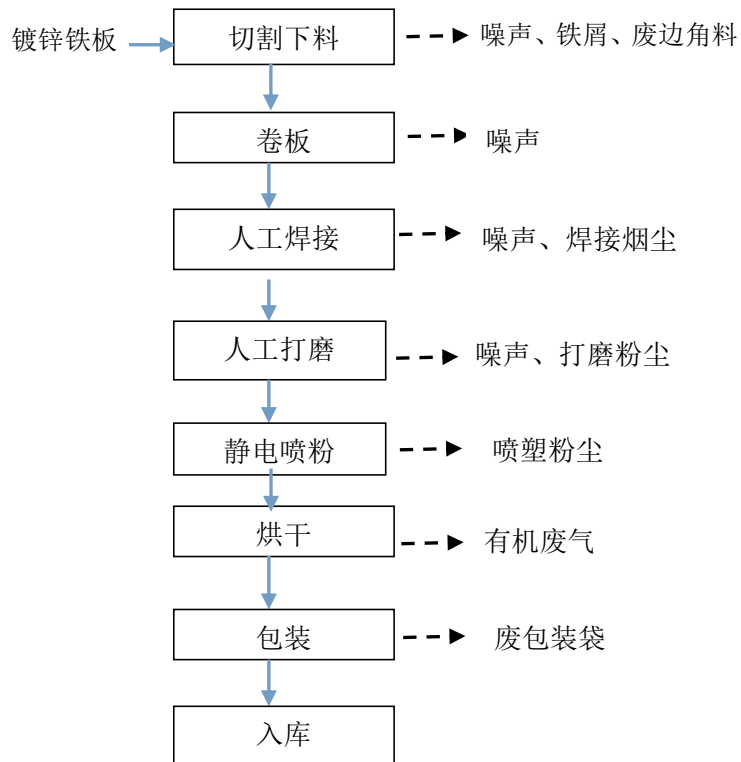 镀锌铁板
切割下料
噪声、铁屑、废边角料
卷板
噪声
人工焊接
噪声、焊接烟尘
人工打磨
噪声、打磨粉尘
静电喷粉
喷塑粉尘
烘干
有机废气
包装
废包装袋
入库